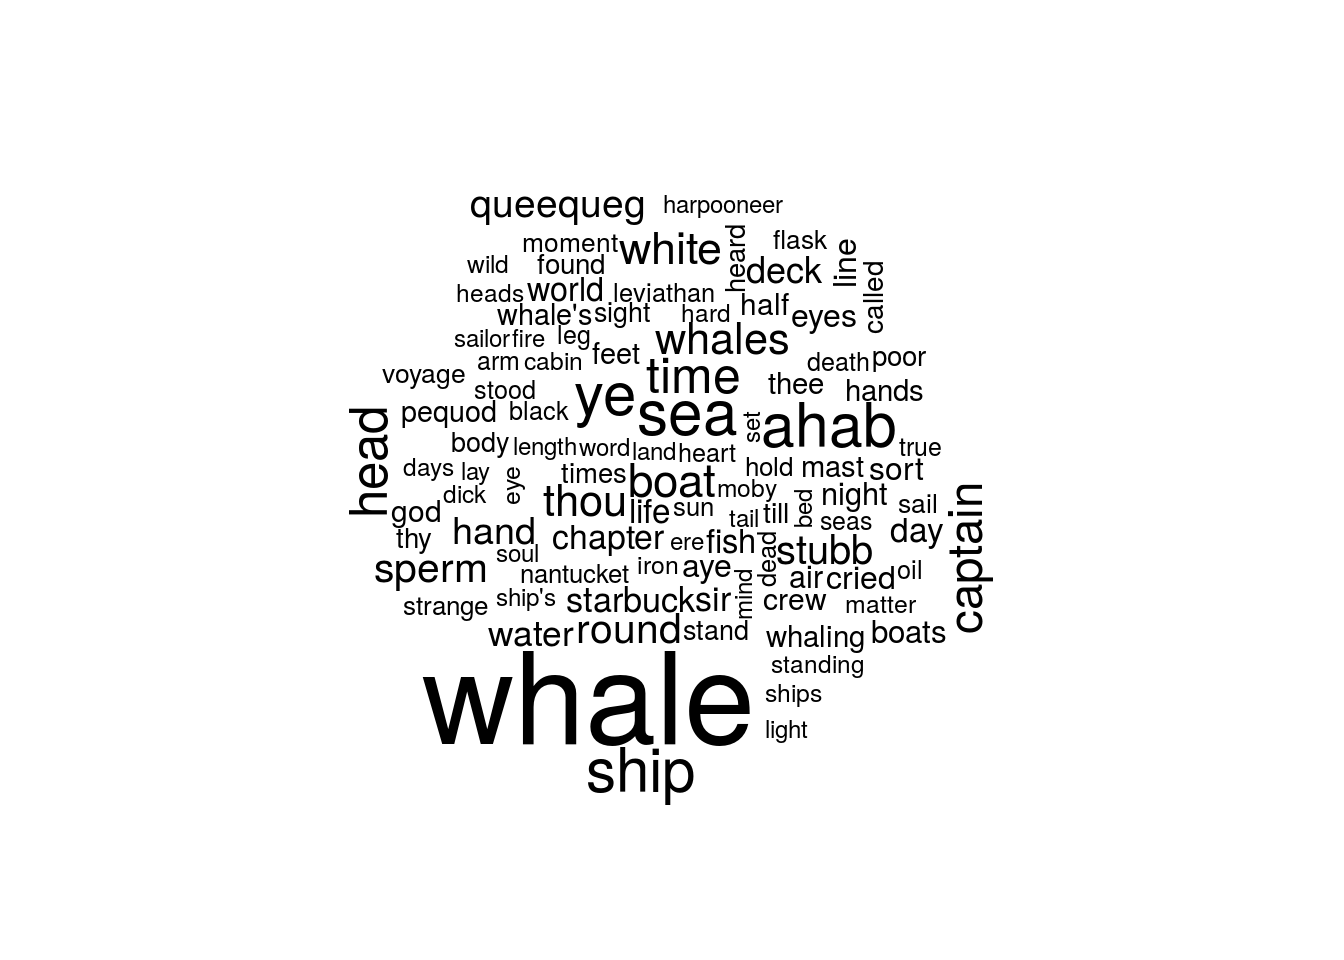 queequeg harpooneer
moment white heard flask line
wild found deck called
heads world leviathan half
whale's sight hard eyes
sailor fire leg whales
arm cabin feet death poor
voyage time thee hands
stood ye
head pequod black sea set ahab
body length word land heart true
days lay times hold mast sort
dick eye boat moby night sail captain
god thou life sun tail till bed seas day
thy hand chapter ere fish dead stubb
soul
sperm nantucket iron aye air cried oil
strange ship's starbuck sir mind crew matter
water round stand whaling boats
whale standing
ships
light
ship